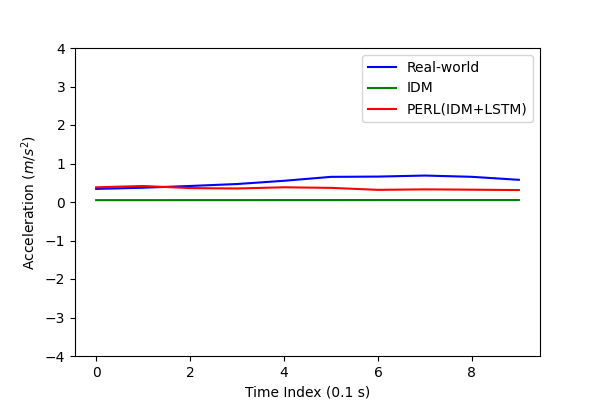 4
3
2
1
0
−1
−2
−3
−4
Acceleration (m/s²)
Real-world
IDM
PERL(IDM+LSTM)
0 2 4 6 8
Time Index (0.1 s)